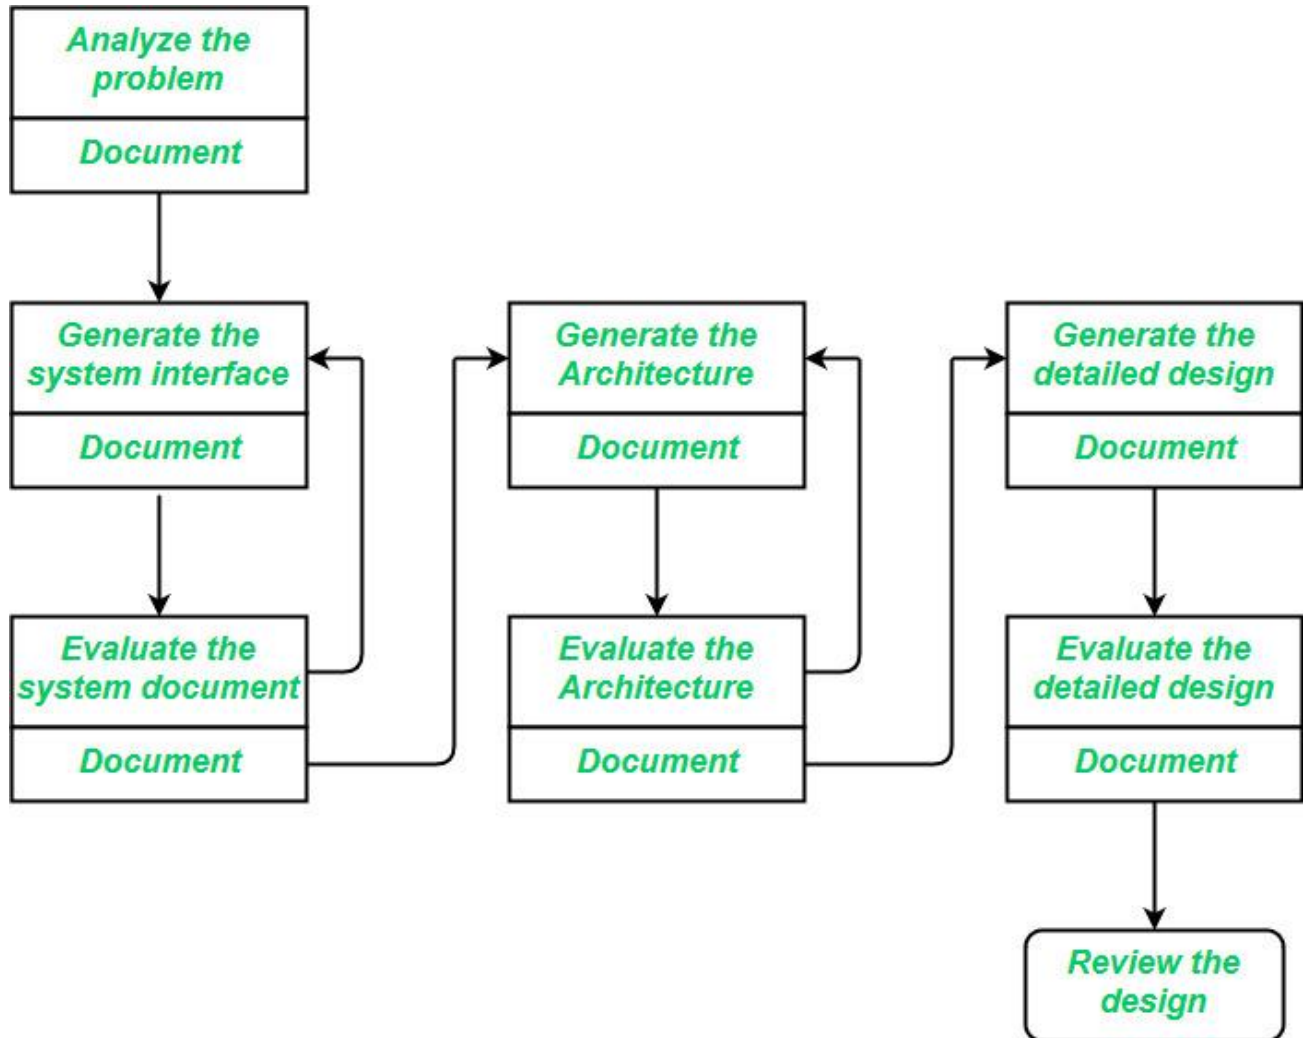 Analyze the
problem
Document
Generate the
system interface
Document
Evaluate the
system document
Document
Generate the
Architecture
Document
Evaluate the
Architecture
Document
Generate the
detailed design
Document
Evaluate the
detailed design
Document
Review the
design